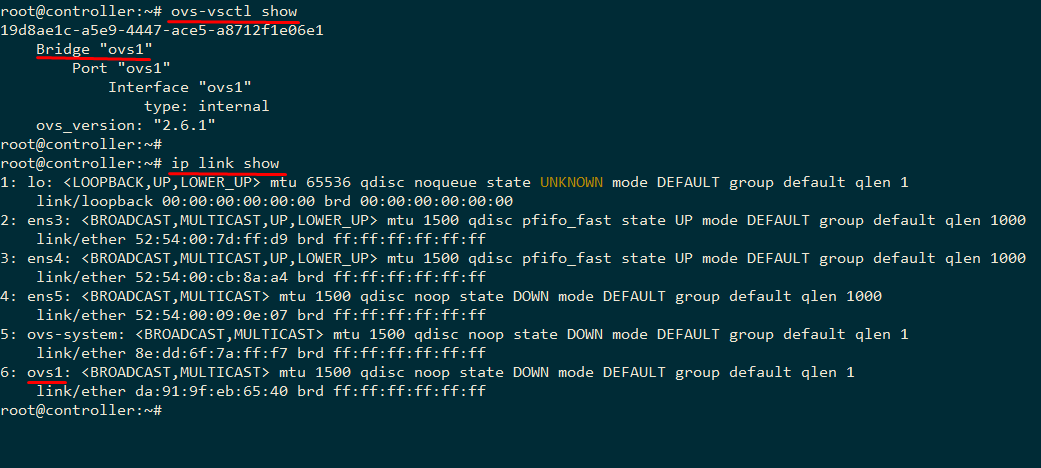 root@controller:~# ovs-vsctl show
19d8ae1c-a5e9-4447-ace5-a8712f1e06e1
    Bridge "ovs1"
        Port "ovs1"
            Interface "ovs1"
                type: internal
    ovs_version: "2.6.1"
root@controller:~#
root@controller:~# ip link show
1: lo: <LOOPBACK,UP,LOWER_UP> mtu 65536 qdisc noqueue state UNKNOWN mode DEFAULT group default qlen 1
    link/loopback 00:00:00:00:00:00 brd 00:00:00:00:00:00
2: ens3: <BROADCAST,MULTICAST,UP,LOWER_UP> mtu 1500 qdisc pfifo_fast state UP mode DEFAULT group default qlen 1000
    link/ether 52:54:00:7d:ff:d9 brd ff:ff:ff:ff:ff:ff
3: ens4: <BROADCAST,MULTICAST,UP,LOWER_UP> mtu 1500 qdisc pfifo_fast state UP mode DEFAULT group default qlen 1000
    link/ether 52:54:00:cb:8a:a4 brd ff:ff:ff:ff:ff:ff
4: ens5: <BROADCAST,MULTICAST> mtu 1500 qdisc noop state DOWN mode DEFAULT group default qlen 1000
    link/ether 52:54:00:09:0e:07 brd ff:ff:ff:ff:ff:ff
5: ovs-system: <BROADCAST,MULTICAST> mtu 1500 qdisc noop state DOWN mode DEFAULT group default qlen 1
    link/ether 8e:dd:6f:7a:ff:f7 brd ff:ff:ff:ff:ff:ff
6: ovs1: <BROADCAST,MULTICAST> mtu 1500 qdisc noop state DOWN mode DEFAULT group default qlen 1
    link/ether da:91:9f:eb:65:40 brd ff:ff:ff:ff:ff:ff
root@controller:~#